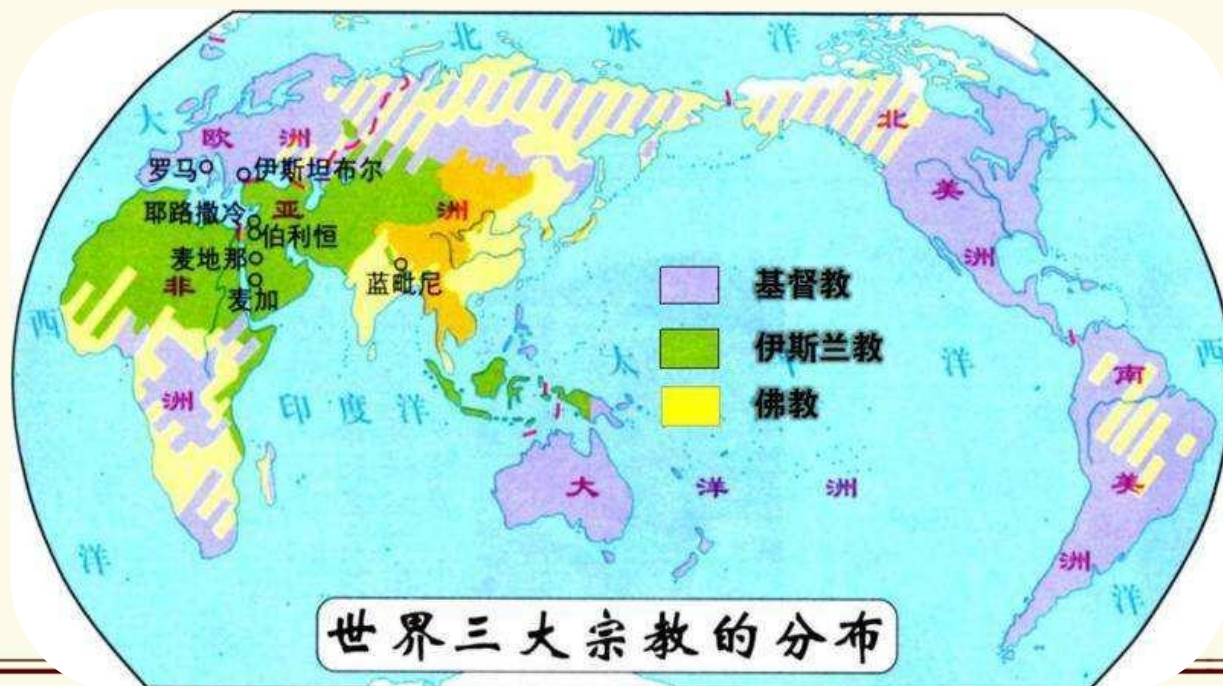 北 冰 洋
大
欧 洲
北
大
罗马
伊斯坦布尔
美
耶路撒冷
亚
洲
伯利恒
洲
麦地那
非
麦加
蓝毗尼
基督教
西
太
洋
伊斯兰教
西
南
洲
印 度 洋
佛教
大 洋 洲
美
洋
洲
洋
世界三大宗教的分布